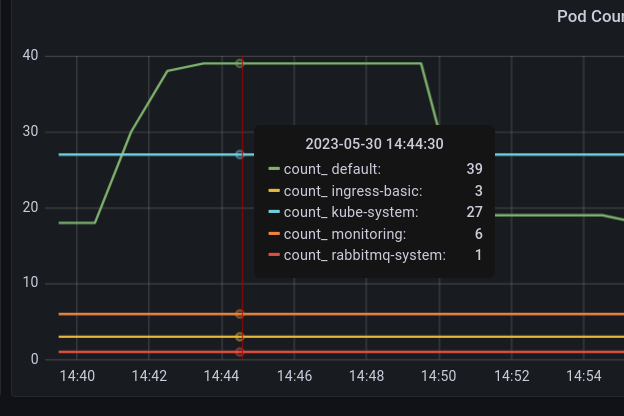 Pod Cou
40
30
20
10
0
2023-05-30 14:44:30
count_ default: 39
count_ ingress-basic: 3
count_ kube-system: 27
count_ monitoring: 6
count_ rabbitmq-system: 1
14:40 14:42 14:44 14:46 14:48 14:50 14:52 14:54